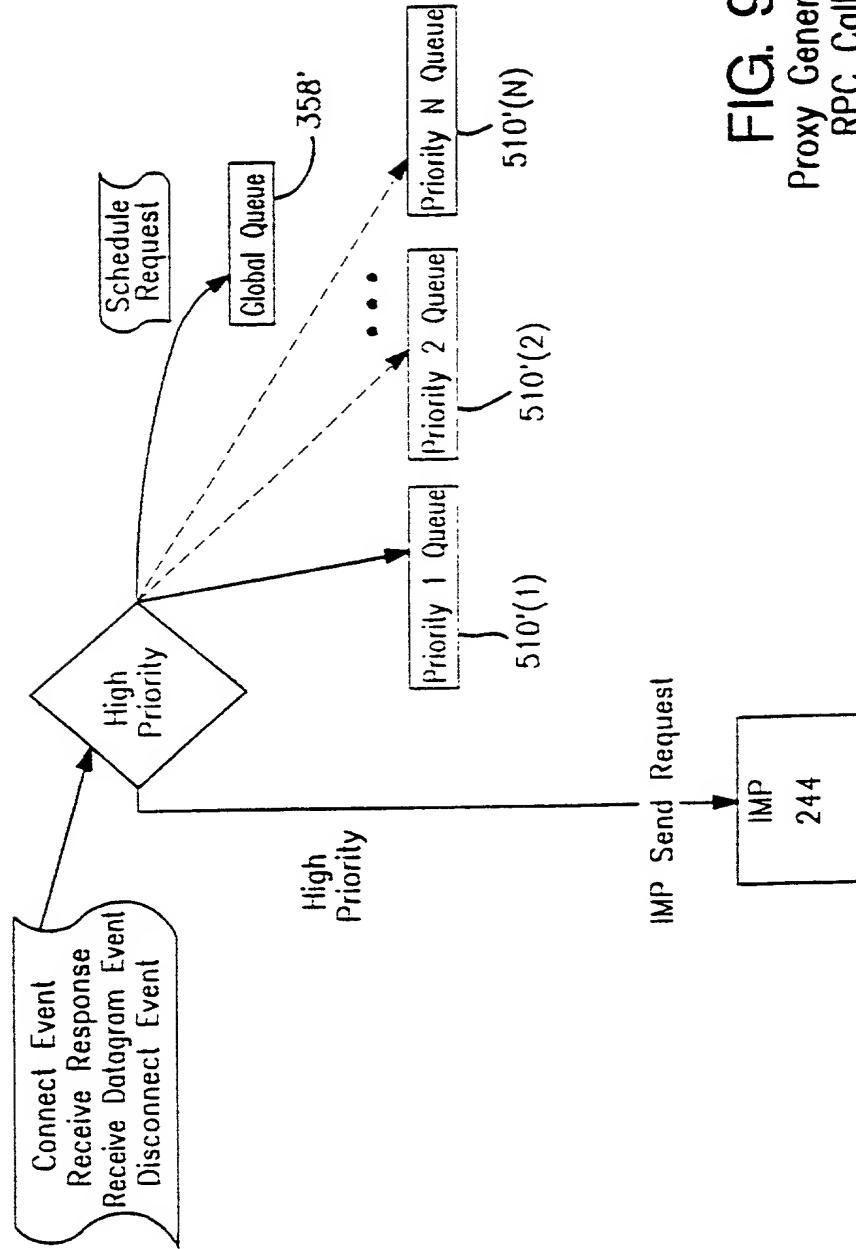 Connect Event
Receive Response
Receive Datagram Event
Disconnect Event
High
Priority
Schedule
Request
Global Queue
358'
Priority 1 Queue
510'(1)
Priority 2 Queue
510'(2)
Priority N Queue
510'(N)
High
Priority
IMP Send Request
IMP
244
FIG. 9
Proxy Gener
RPC Call